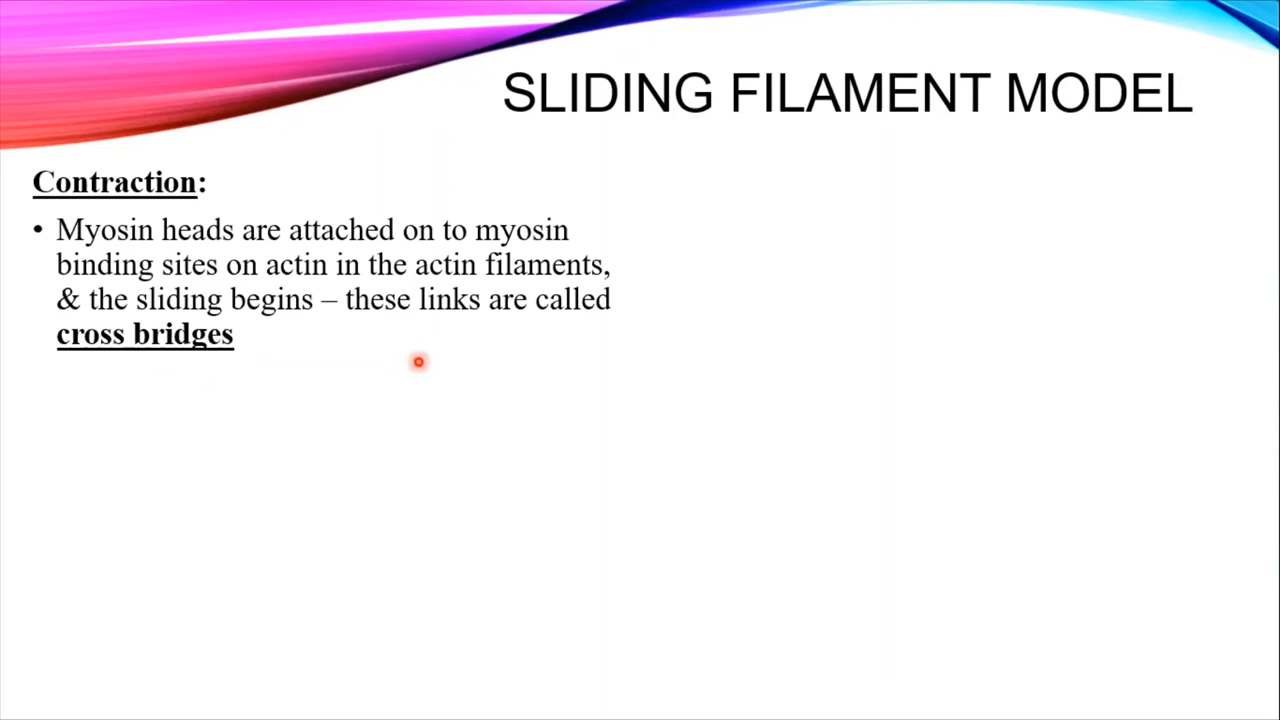 SLIDING FILAMENT MODEL
Contraction:
• Myosin heads are attached on to myosin
binding sites on actin in the actin filaments,
& the sliding begins – these links are called
cross bridges